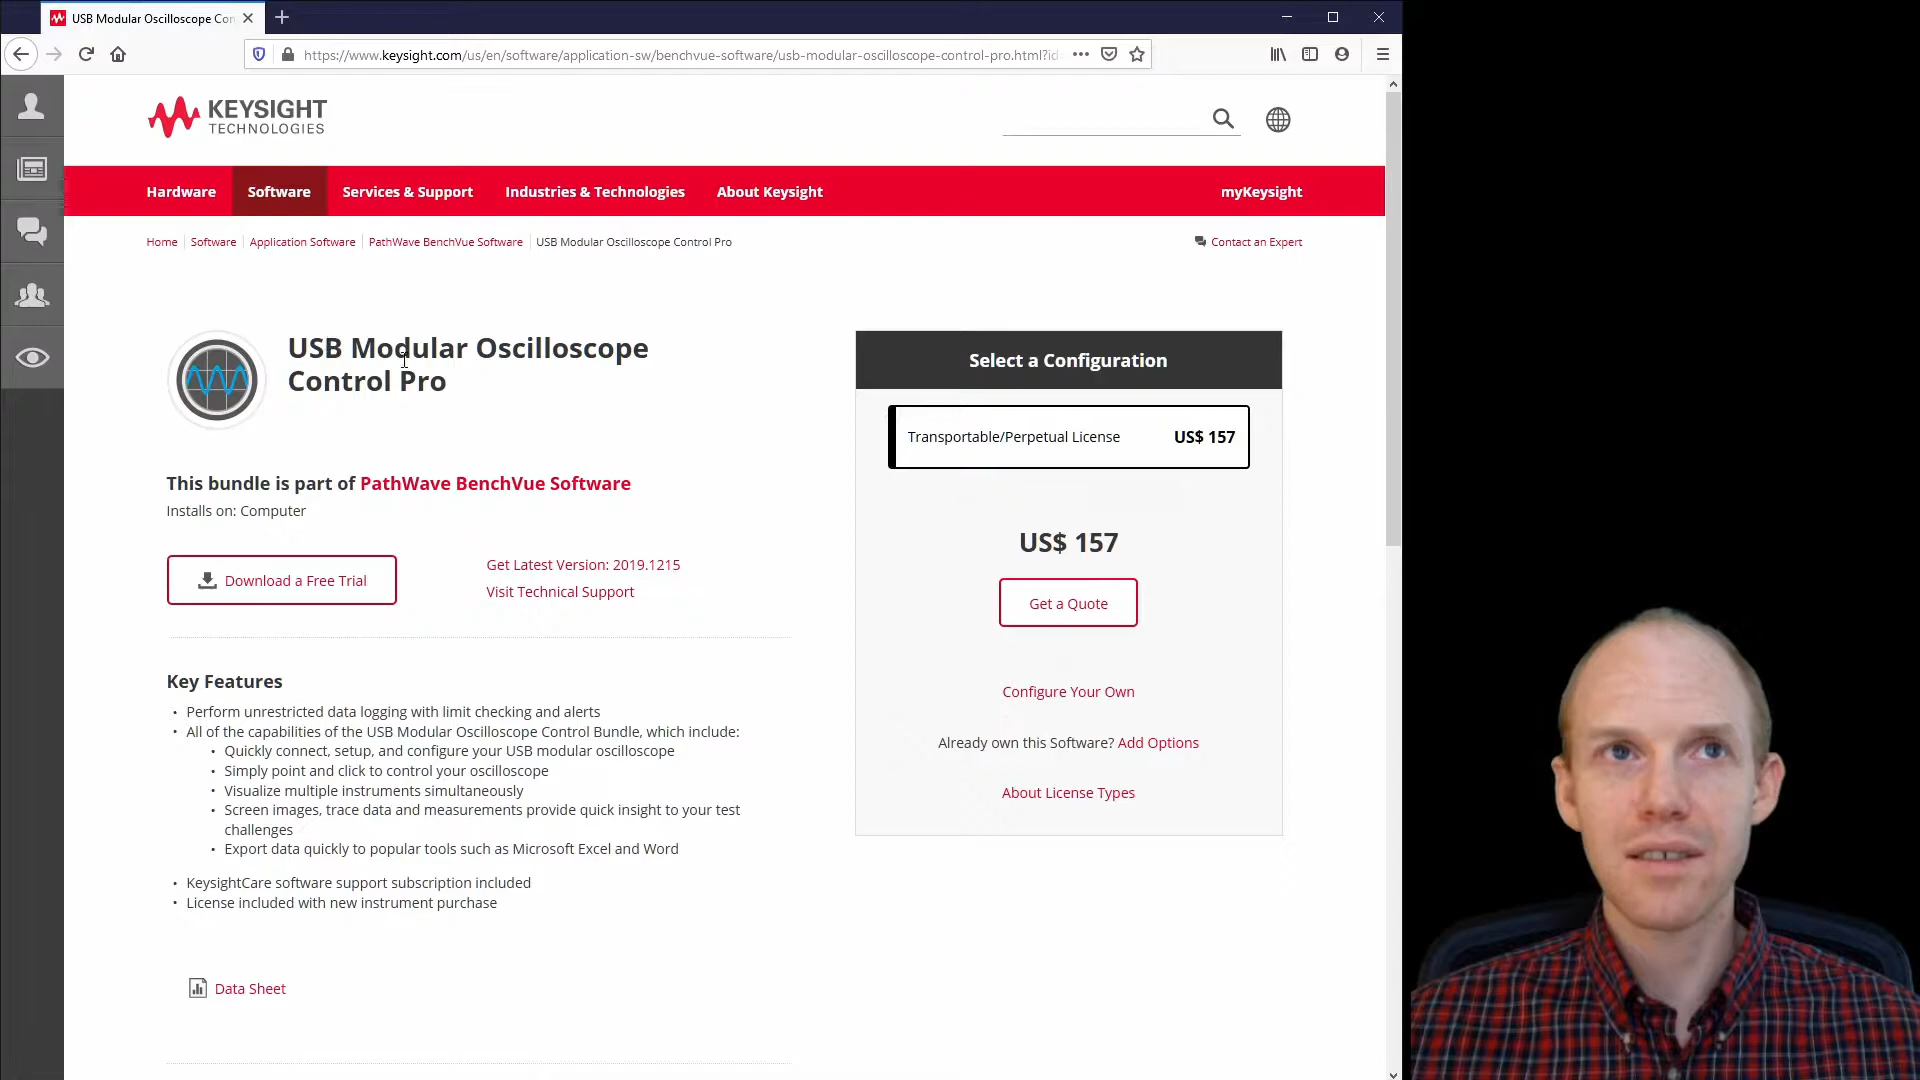 USB Modular Oscilloscope Con
https://www.keysight.com/us/en/software/application-sw/benchvue-software/usb-modular-oscilloscope-control-pro.html?id
KEYSIGHT
TECHNOLOGIES
Hardware Software Services & Support Industries & Technologies About Keysight myKeysight
Home Software Application Software PathWave BenchVue Software USB Modular Oscilloscope Control Pro Contact an Expert
USB Modular Oscilloscope
Control Pro
This bundle is part of PathWave BenchVue Software
Installs on: Computer
Download a Free Trial
Get Latest Version: 2019.1215
Visit Technical Support
Key Features
• Perform unrestricted data logging with limit checking and alerts
• All of the capabilities of the USB Modular Oscilloscope Control Bundle, which include:
• Quickly connect, setup, and configure your USB modular oscilloscope
• Simply point and click to control your oscilloscope
• Visualize multiple instruments simultaneously
• Screen images, trace data and measurements provide quick insight to your test
challenges
• Export data quickly to popular tools such as Microsoft Excel and Word
• KeysightCare software support subscription included
• License included with new instrument purchase
Data Sheet
Select a Configuration
Transportable/Perpetual License US$ 157
US$ 157
Get a Quote
Configure Your Own
Already own this Software? Add Options
About License Types